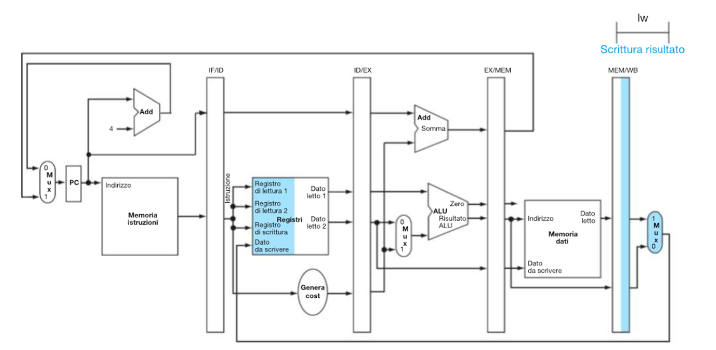 lw
Scrittura risultato
IF/ID
ID/EX
EX/MEM
MEM/WB
Add
4
Add
Somma
0
M
u
x
1
PC
Indirizzo
Memoria
istruzioni
Istruzione
Registro
di lettura 1
Registro
di lettura 2
Registri
Registro
di scrittura
Dato
da scrivere
Dato
letto 1
Dato
letto 2
Genera
cost
0
M
u
x
1
Zero
ALU
Risultato
ALU
Indirizzo
Dato
letto
Memoria
dati
Dato
da scrivere
1
M
u
x
0